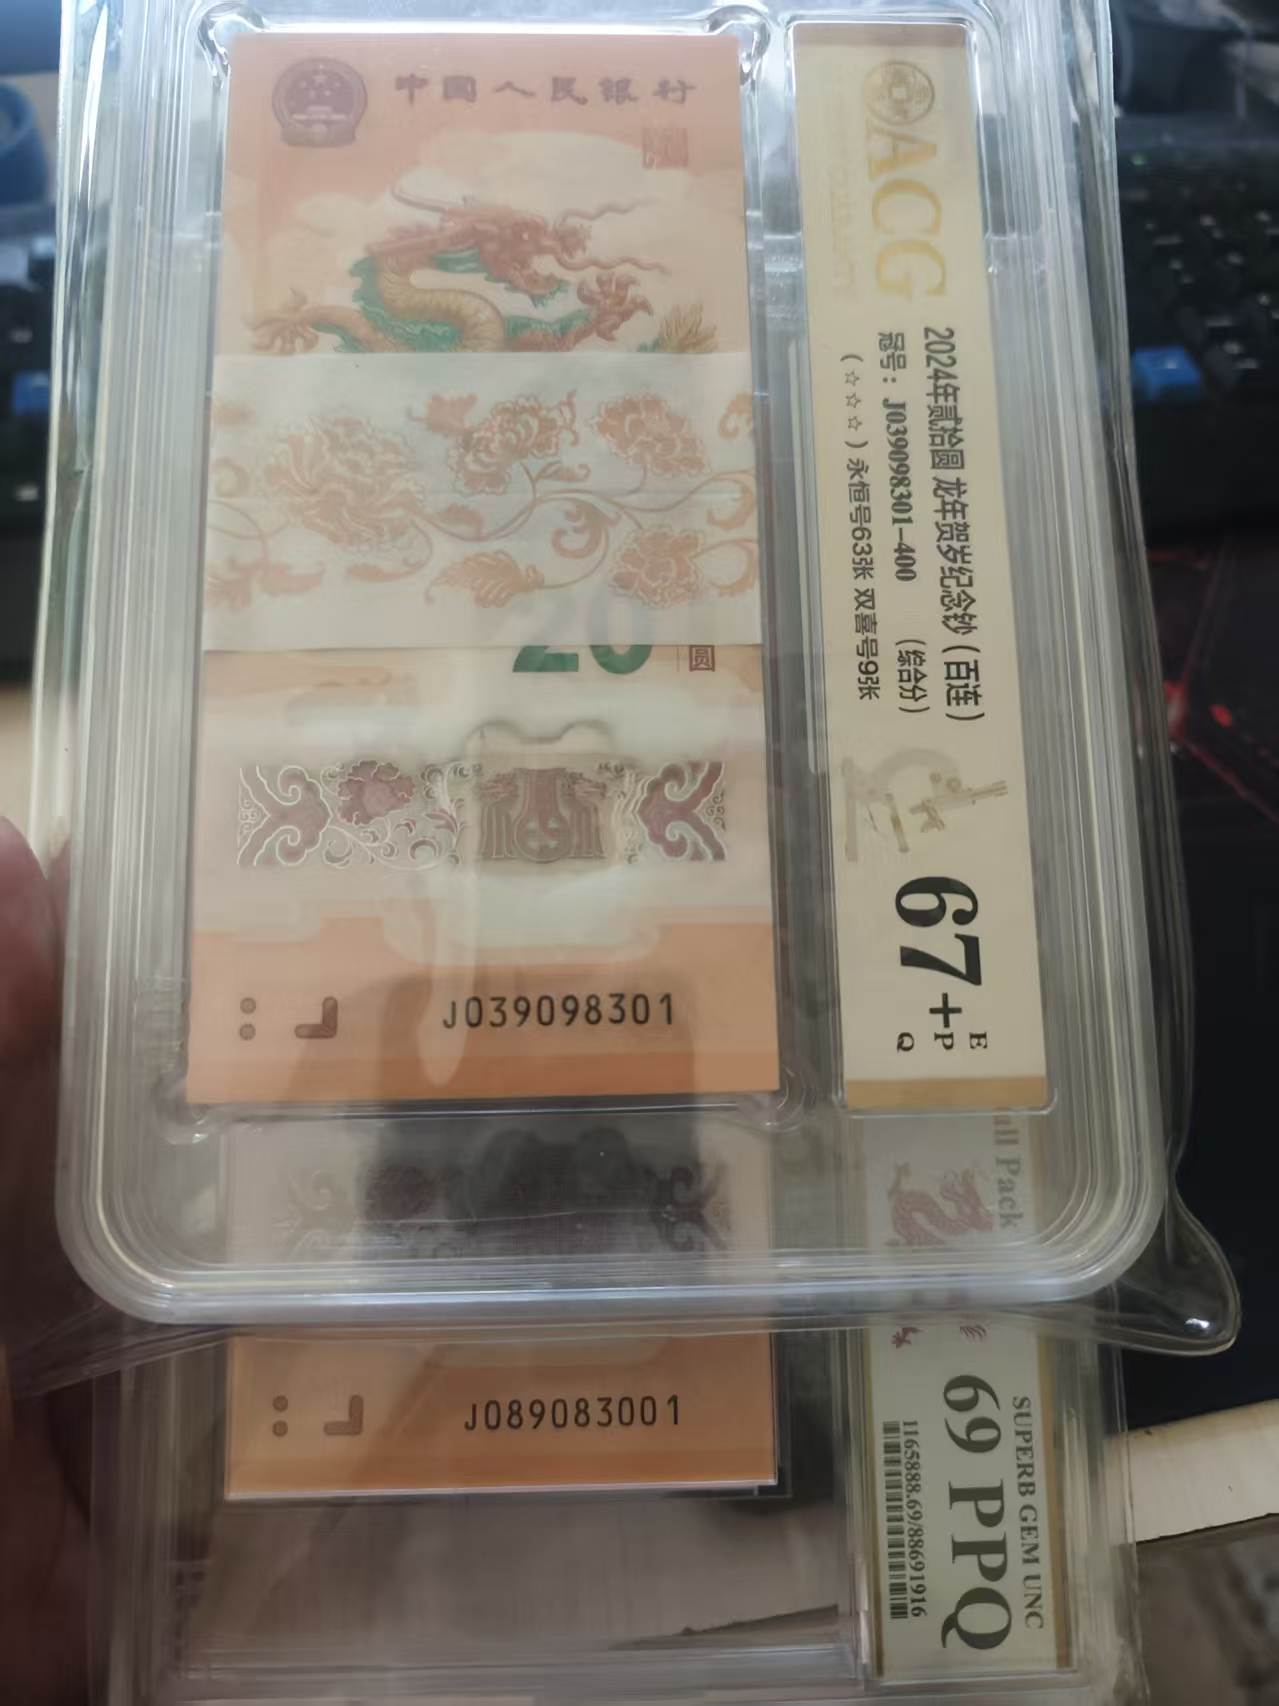 中国人民银行
20
圆
J039098301
ACG
2024年贰拾圆 龙年贺岁纪念钞（百连）
冠号：J039098301-400 （综合分）
（☆☆☆）永恒号63张 双喜号9张
67+
E
P
Q
J089083001
all Pack
SUPERB GEM UNC
69 PPQ
1165888.69/88691916